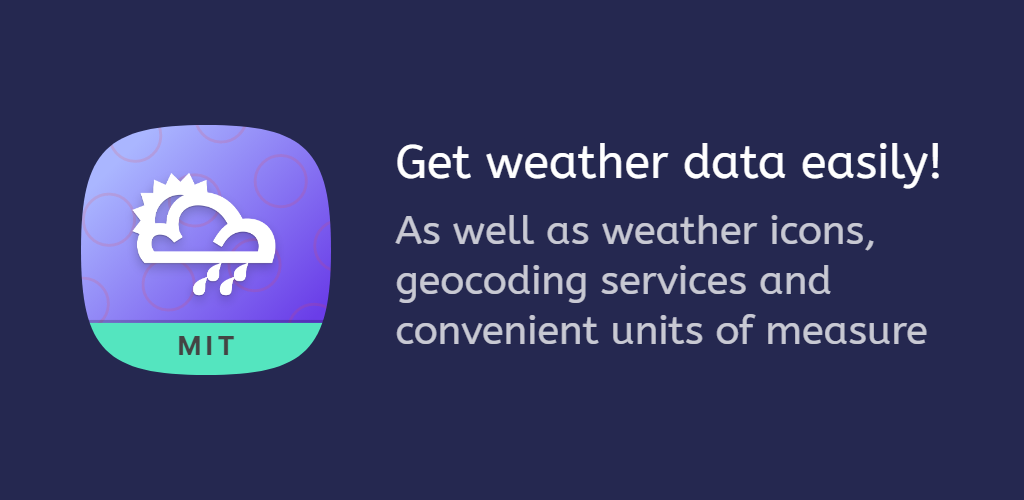 Get weather data easily!
As well as weather icons,
geocoding services and
convenient units of measure
MIT